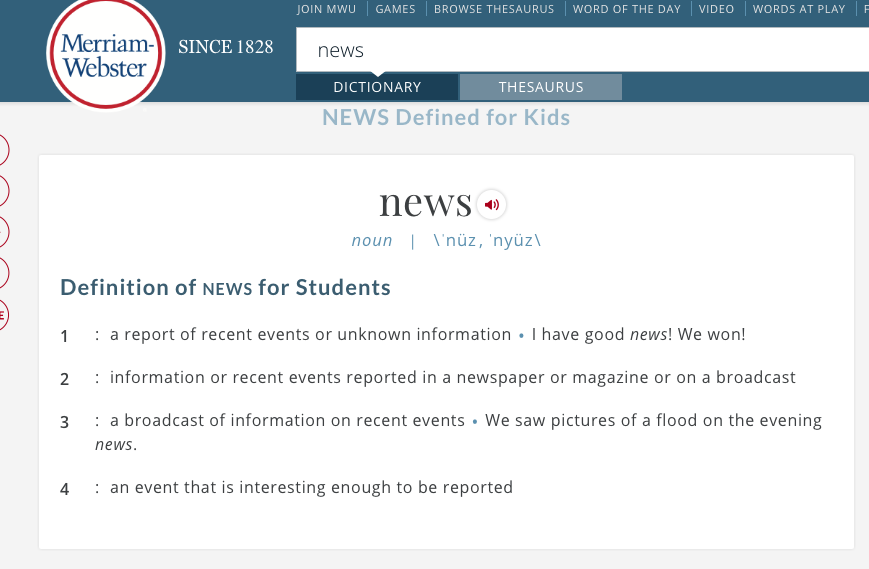 JOIN MWU GAMES BROWSE THESAURUS WORD OF THE DAY VIDEO WORDS AT PLAY
Merriam-
Webster
SINCE 1828
news
DICTIONARY THESAURUS
NEWS Defined for Kids
news
noun | \ˈnüz, ˈnyüz\
Definition of NEWS for Students
1 : a report of recent events or unknown information • I have good news! We won!
2 : information or recent events reported in a newspaper or magazine or on a broadcast
3 : a broadcast of information on recent events • We saw pictures of a flood on the evening
news.
4 : an event that is interesting enough to be reported